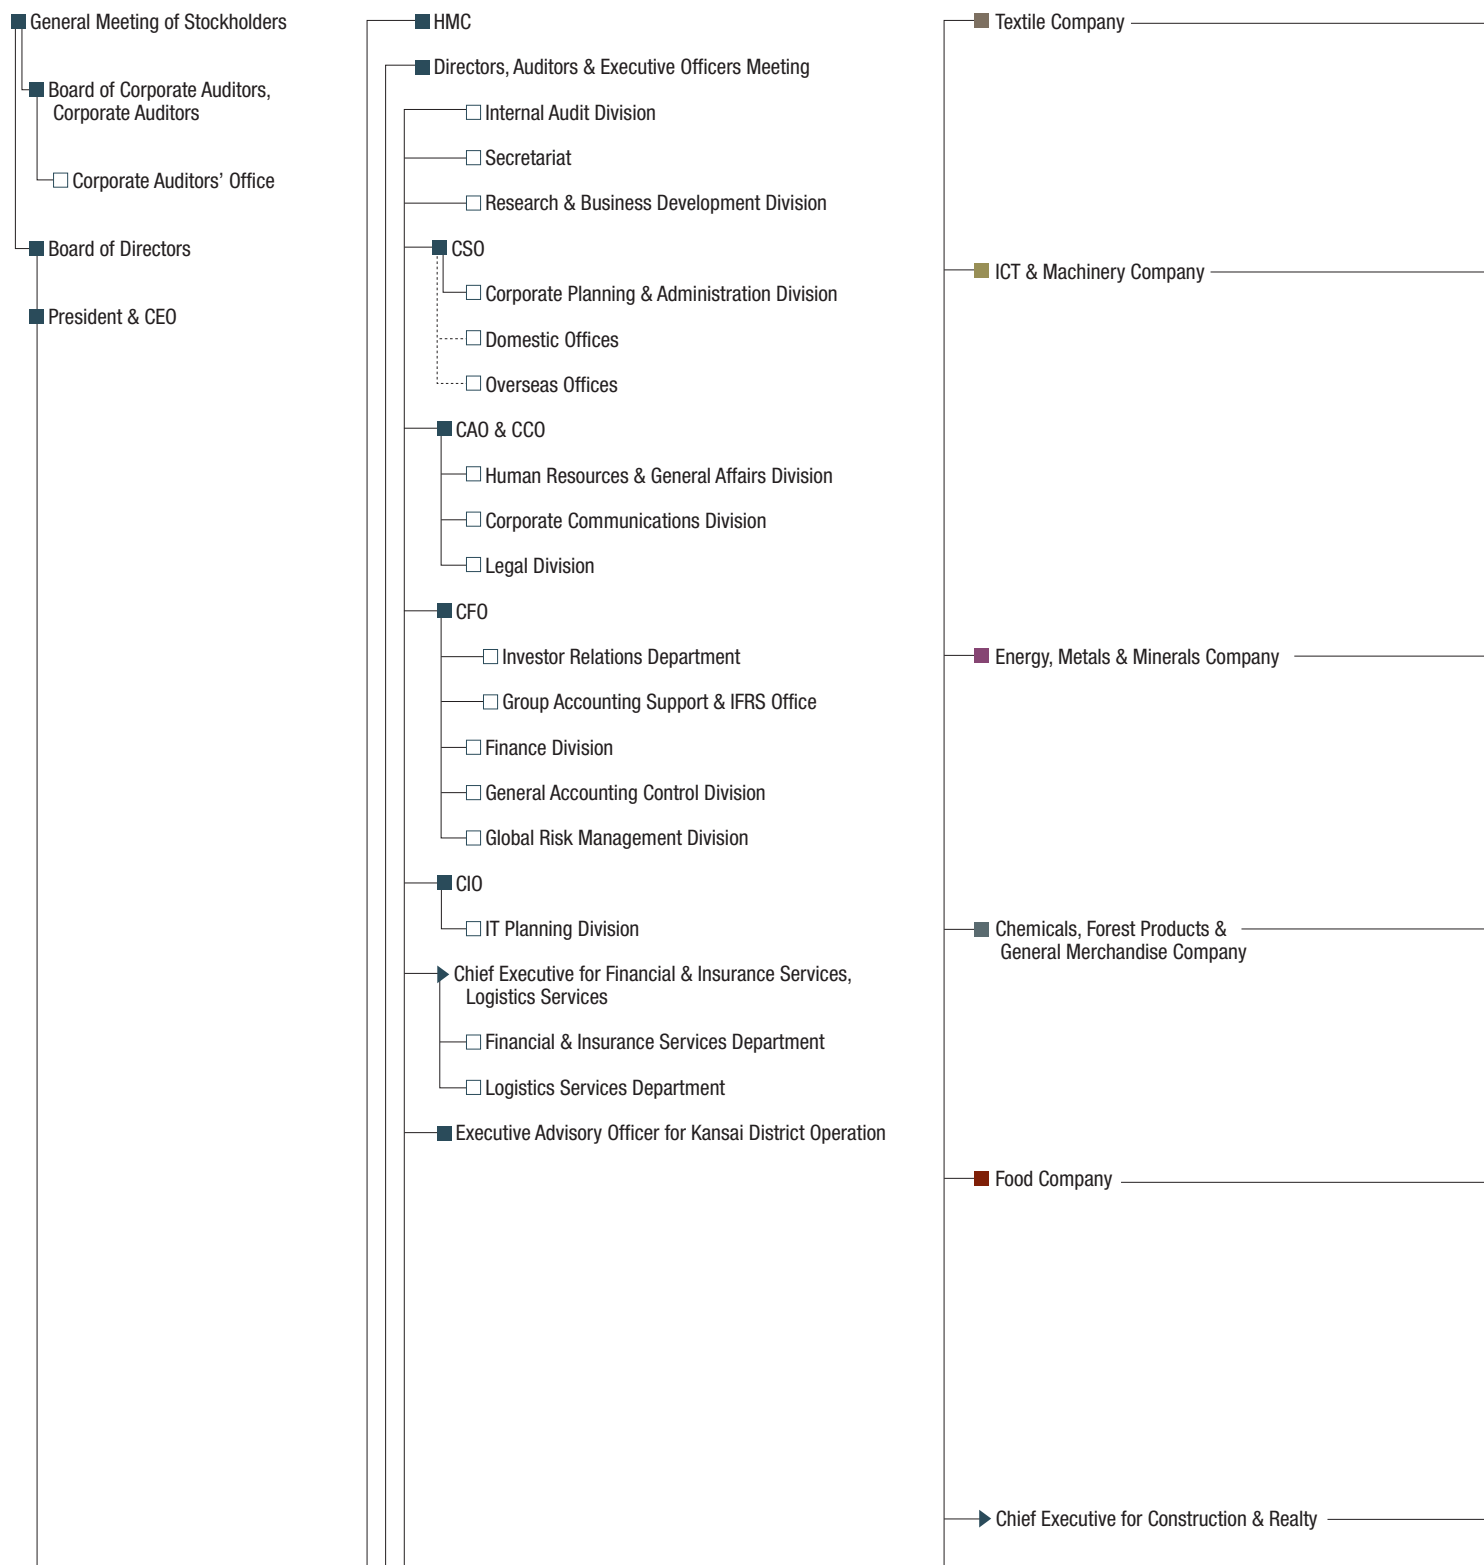 General Meeting of Stockholders
Board of Corporate Auditors,
Corporate Auditors
Corporate Auditors’ Office
Board of Directors
President & CEO
HMC
Directors, Auditors & Executive Officers Meeting
Internal Audit Division
Secretariat
Research & Business Development Division
CSO
Corporate Planning & Administration Division
Domestic Offices
Overseas Offices
CAO & CCO
Human Resources & General Affairs Division
Corporate Communications Division
Legal Division
CFO
Investor Relations Department
Group Accounting Support & IFRS Office
Finance Division
General Accounting Control Division
Global Risk Management Division
CIO
IT Planning Division
Chief Executive for Financial & Insurance Services,
Logistics Services
Financial & Insurance Services Department
Logistics Services Department
Executive Advisory Officer for Kansai District Operation
Textile Company
ICT & Machinery Company
Energy, Metals & Minerals Company
Chemicals, Forest Products &
General Merchandise Company
Food Company
Chief Executive for Construction & Realty